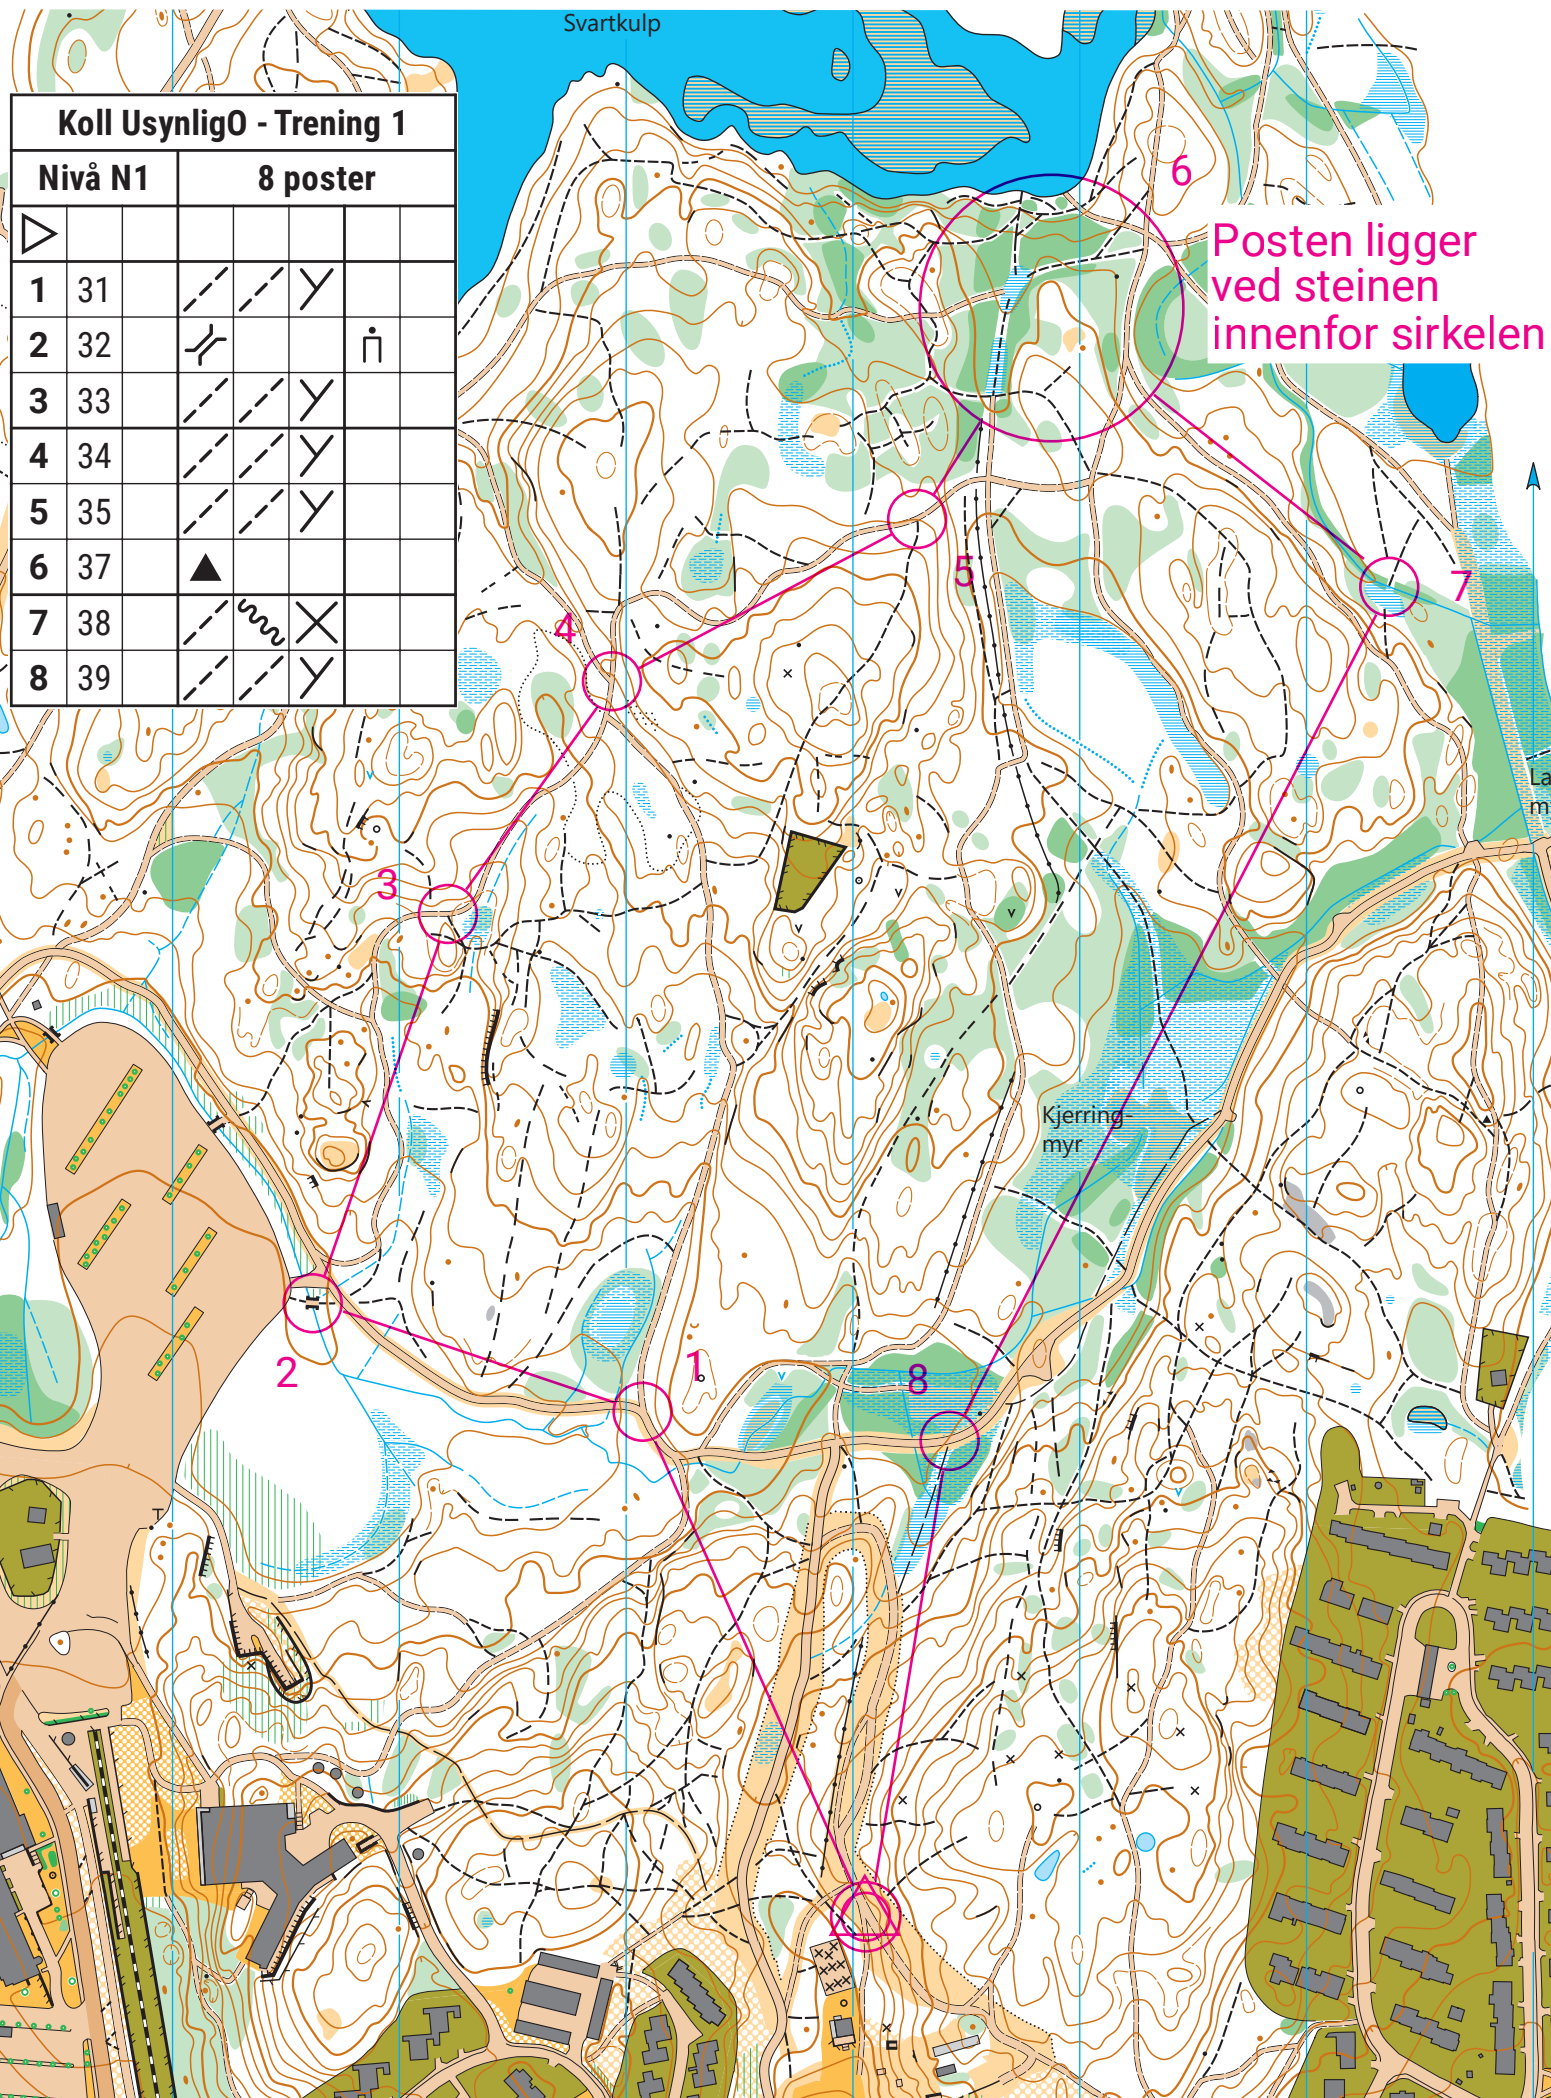 Svartkulp
Koll UsynligO - Trening 1
Nivå N1 8 poster
1 31
2 32
3 33
4 34
5 35
6 37
7 38
8 39
6
Posten ligger
ved steinen
innenfor sirkelen
5
7
4
3
Kjerring-
myr
2
1
8
La
m